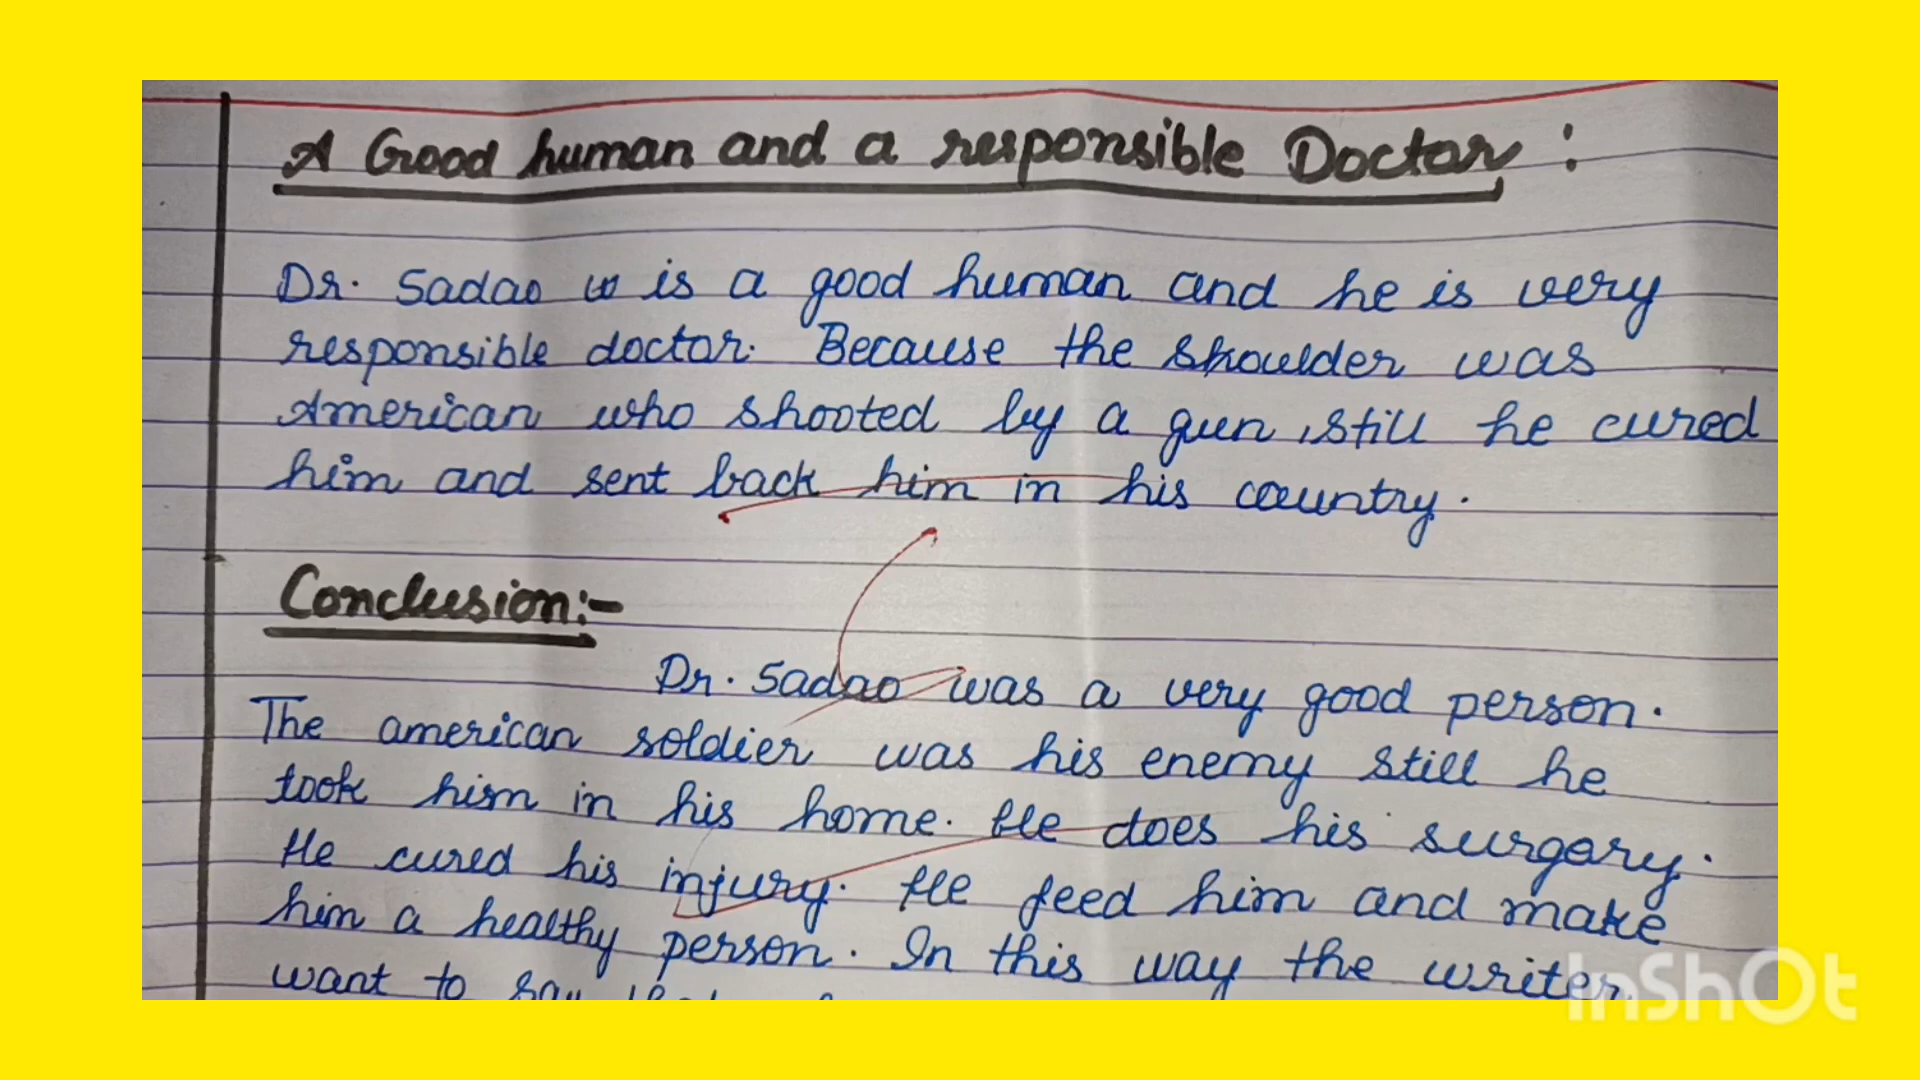 A Good human and a responsible Doctor :
Dr. Sadao is a good human and he is very
responsible doctor. Because the shoulder was
American who shooted by a gun, still he cured
him and sent back him in his country.
Conclusion:-
Dr. Sadao was a very good person.
The american soldier was his enemy still he
took him in his home. He does his surgery.
He cured his injury. He feed him and make
him a healthy person. In this way the writer
want to say
InShOt